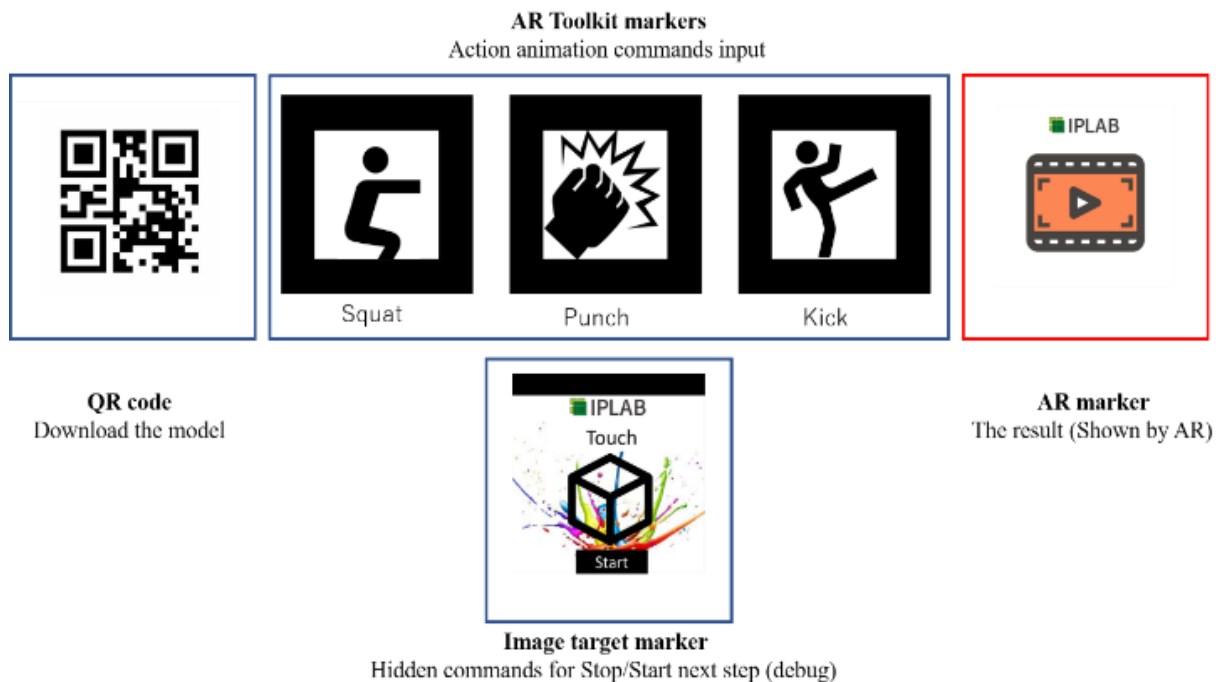 AR Toolkit markers
Action animation commands input
IPLAB
Squat
Punch
Kick
QR code
Download the model
IPLAB
Touch
Start
AR marker
The result (Shown by AR)
Image target marker
Hidden commands for Stop/Start next step (debug)